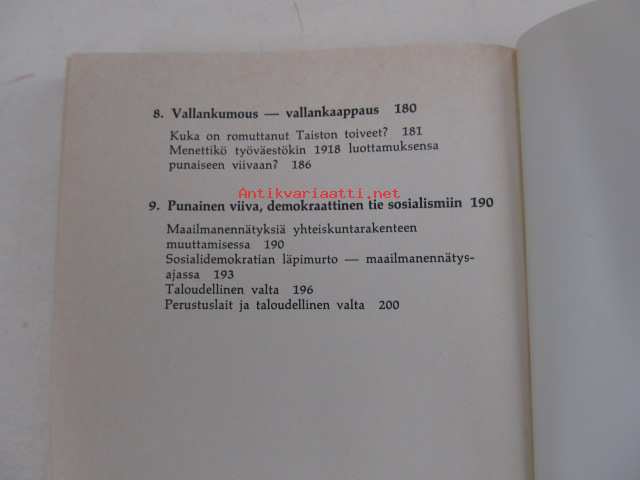 8. Vallankumous — vallankaappaus 180
Kuka on romuttanut Taiston toiveet? 181
Menettikö työväestökin 1918 luottamuksensa
punaiseen viivaan? 186
Antikvariaatti.net
9. Punainen viiva, demokraattinen tie sosialismiin 190
Maailmanennätyksiä yhteiskuntarakenteen
muuttamisessa 190
Sosialidemokratian läpimurto — maailmanennätys-
ajassa 193
Taloudellinen valta 196
Perustuslait ja taloudellinen valta 200